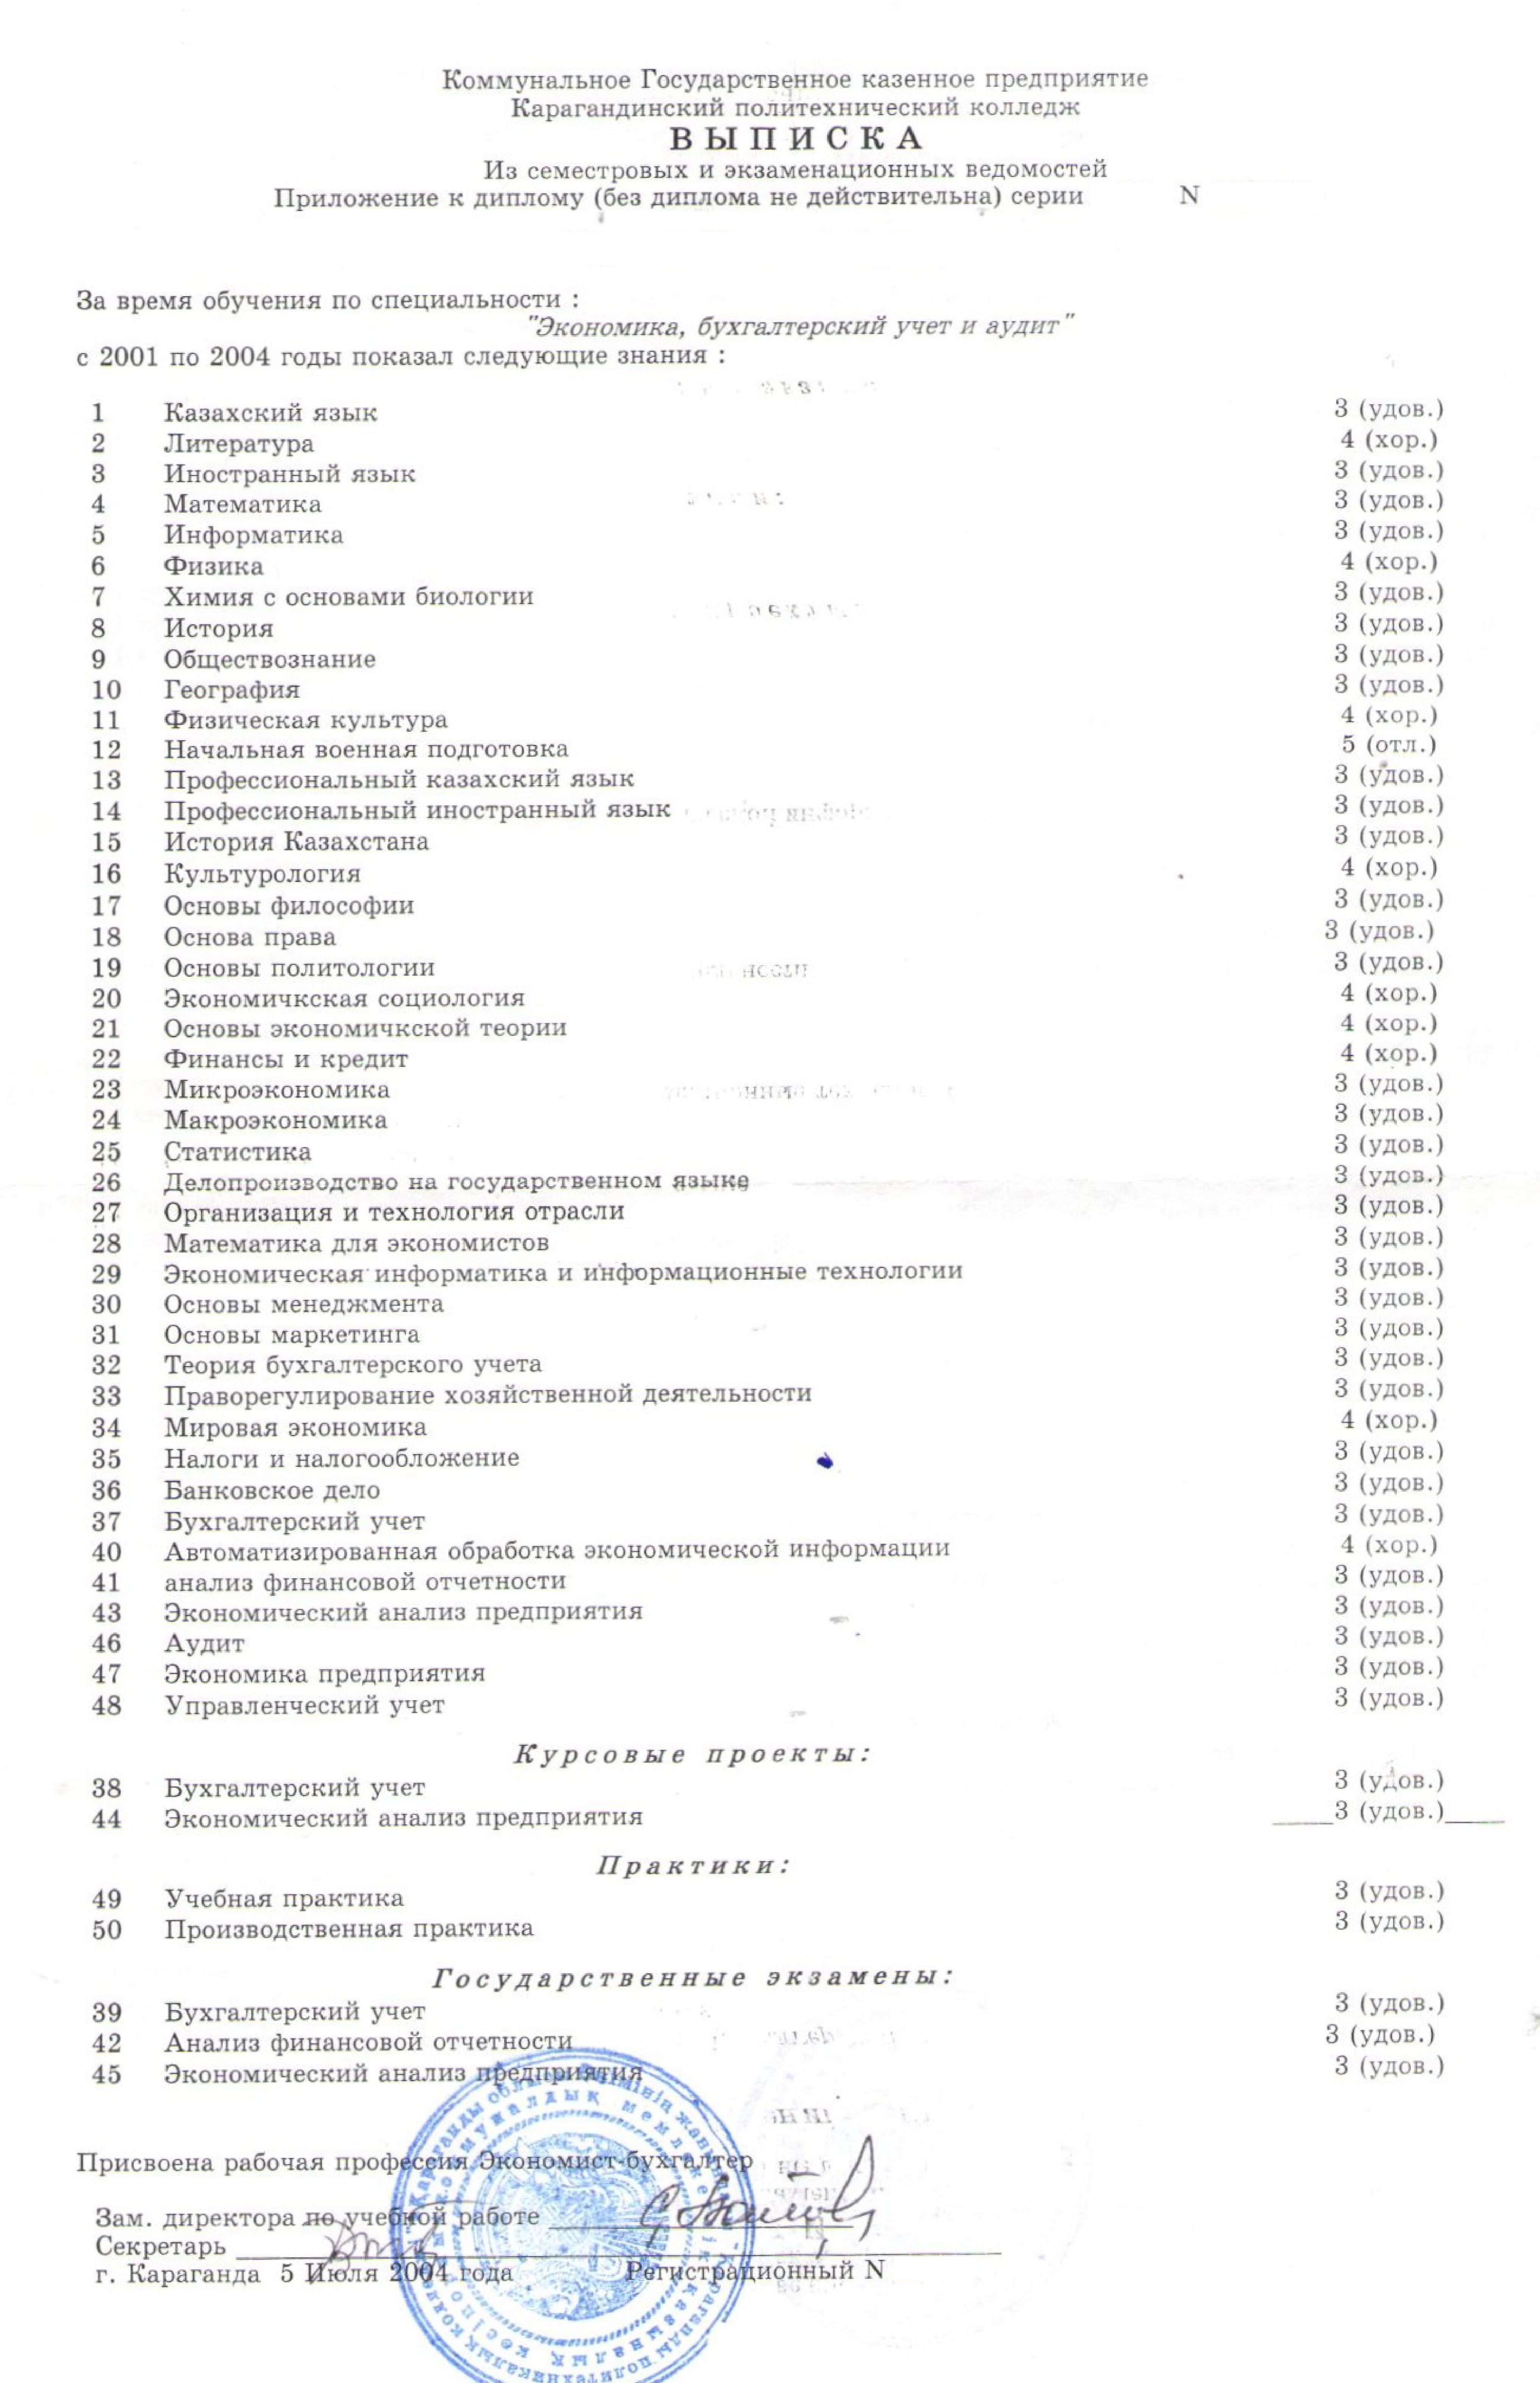 Коммунальное Государственное казенное предприятие
Карагандинский политехнический колледж
ВЫПИСКА
Из семестровых и экзаменационных ведомостей
Приложение к диплому (без диплома не действительна) серии N
За время обучения по специальности :
"Экономика, бухгалтерский учет и аудит"
с 2001 по 2004 годы показал следующие знания :
1 Казахский язык 3 (удов.)
2 Литература 4 (хор.)
3 Иностранный язык 3 (удов.)
4 Математика 3 (удов.)
5 Информатика 3 (удов.)
6 Физика 4 (хор.)
7 Химия с основами биологии 3 (удов.)
8 История 3 (удов.)
9 Обществознание 3 (удов.)
10 География 3 (удов.)
11 Физическая культура 4 (хор.)
12 Начальная военная подготовка 5 (отл.)
13 Профессиональный казахский язык 3 (удов.)
14 Профессиональный иностранный язык 3 (удов.)
15 История Казахстана 3 (удов.)
16 Культурология 4 (хор.)
17 Основы философии 3 (удов.)
18 Основа права 3 (удов.)
19 Основы политологии 3 (удов.)
20 Экономичкская социология 4 (хор.)
21 Основы экономичкской теории 4 (хор.)
22 Финансы и кредит 4 (хор.)
23 Микроэкономика 3 (удов.)
24 Макроэкономика 3 (удов.)
25 Статистика 3 (удов.)
26 Делопроизводство на государственном языке 3 (удов.)
27 Организация и технология отрасли 3 (удов.)
28 Математика для экономистов 3 (удов.)
29 Экономическая информатика и информационные технологии 3 (удов.)
30 Основы менеджмента 3 (удов.)
31 Основы маркетинга 3 (удов.)
32 Теория бухгалтерского учета 3 (удов.)
33 Праворегулирование хозяйственной деятельности 3 (удов.)
34 Мировая экономика 4 (хор.)
35 Налоги и налогообложение 3 (удов.)
36 Банковское дело 3 (удов.)
37 Бухгалтерский учет 3 (удов.)
40 Автоматизированная обработка экономической информации 4 (хор.)
41 анализ финансовой отчетности 3 (удов.)
43 Экономический анализ предприятия 3 (удов.)
46 Аудит 3 (удов.)
47 Экономика предприятия 3 (удов.)
48 Управленческий учет 3 (удов.)
Курсовые проекты:
38 Бухгалтерский учет 3 (удов.)
44 Экономический анализ предприятия 3 (удов.)
Практики:
49 Учебная практика 3 (удов.)
50 Производственная практика 3 (удов.)
Государственные экзамены:
39 Бухгалтерский учет 3 (удов.)
42 Анализ финансовой отчетности 3 (удов.)
45 Экономический анализ предприятия 3 (удов.)
Присвоена рабочая профессия Экономист-бухгалтер
Зам. директора по учебной работе
Секретарь
г. Караганда 5 Июля 2004 года Регистрационный N